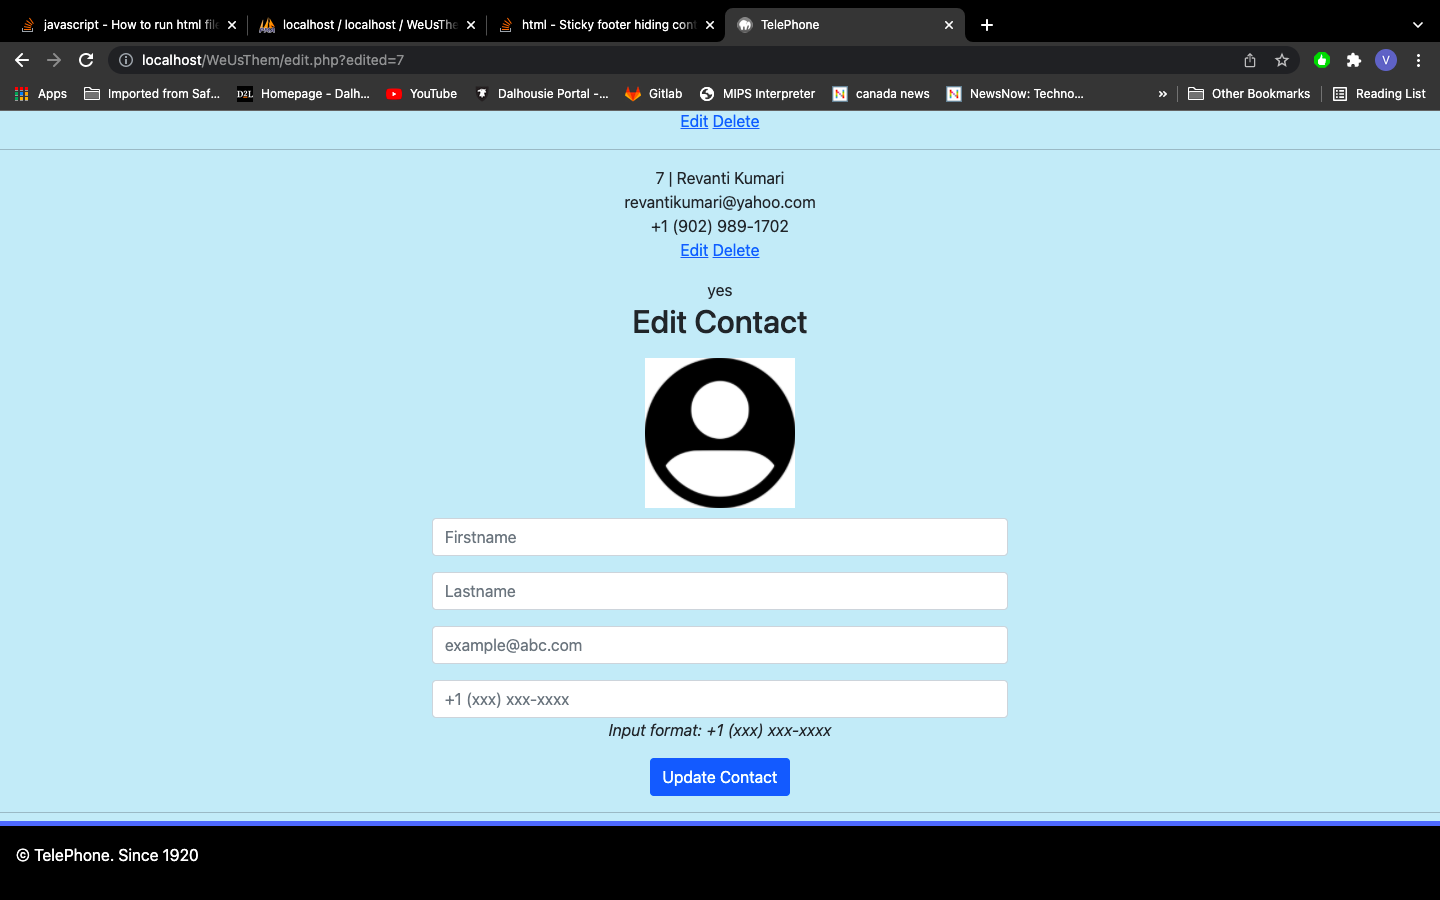 javascript - How to run html file
localhost / localhost / WeUsThe
html - Sticky footer hiding cont
TelePhone
localhost/WeUsThem/edit.php?edited=7
V
Apps
Imported from Saf...
D2L
Homepage - Dalh...
YouTube
Dalhousie Portal -...
Gitlab
MIPS Interpreter
N
canada news
N
NewsNow: Techno...
»
Other Bookmarks
Reading List
Edit Delete
7 | Revanti Kumari
revantikumari@yahoo.com
+1 (902) 989-1702
Edit Delete
yes
Edit Contact
Firstname
Lastname
example@abc.com
+1 (xxx) xxx-xxxx
Input format: +1 (xxx) xxx-xxxx
Update Contact
© TelePhone. Since 1920